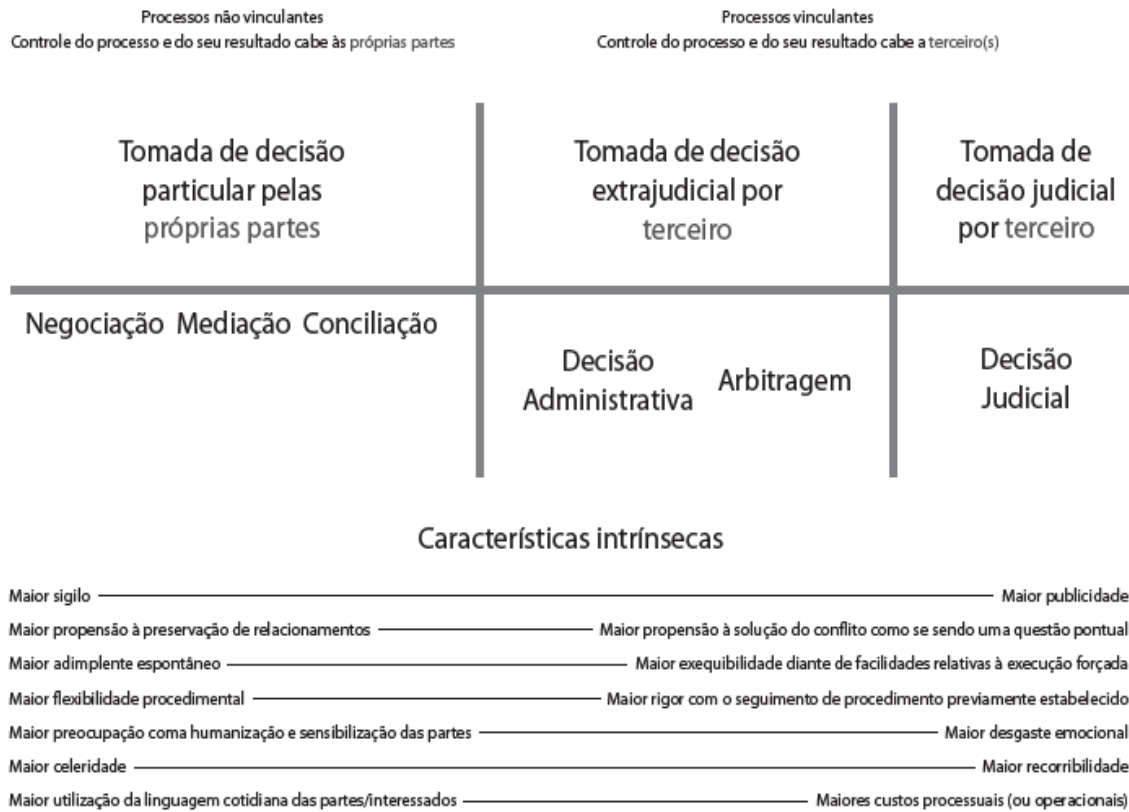 Processos não vinculantes
Controle do processo e do seu resultado cabe às próprias partes
Processos vinculantes
Controle do processo e do seu resultado cabe a terceiro(s)
Tomada de decisão
particular pelas
próprias partes
Tomada de decisão
extrajudicial por
terceiro
Tomada de
decisão judicial
por terceiro
Negociação Mediação Conciliação
Decisão
Administrativa
Arbitragem
Decisão
Judicial
Características intrínsecas
Maior sigilo Maior publicidade
Maior propensão à preservação de relacionamentos Maior propensão à solução do conflito como se sendo uma questão pontual
Maior adimplente espontâneo Maior exequibilidade diante de facilidades relativas à execução forçada
Maior flexibilidade procedimental Maior rigor com o seguimento de procedimento previamente estabelecido
Maior preocupação coma humanização e sensibilização das partes Maior desgaste emocional
Maior celeridade Maior recorribilidade
Maior utilização da linguagem cotidiana das partes/interessados Maiores custos processuais (ou operacionais)